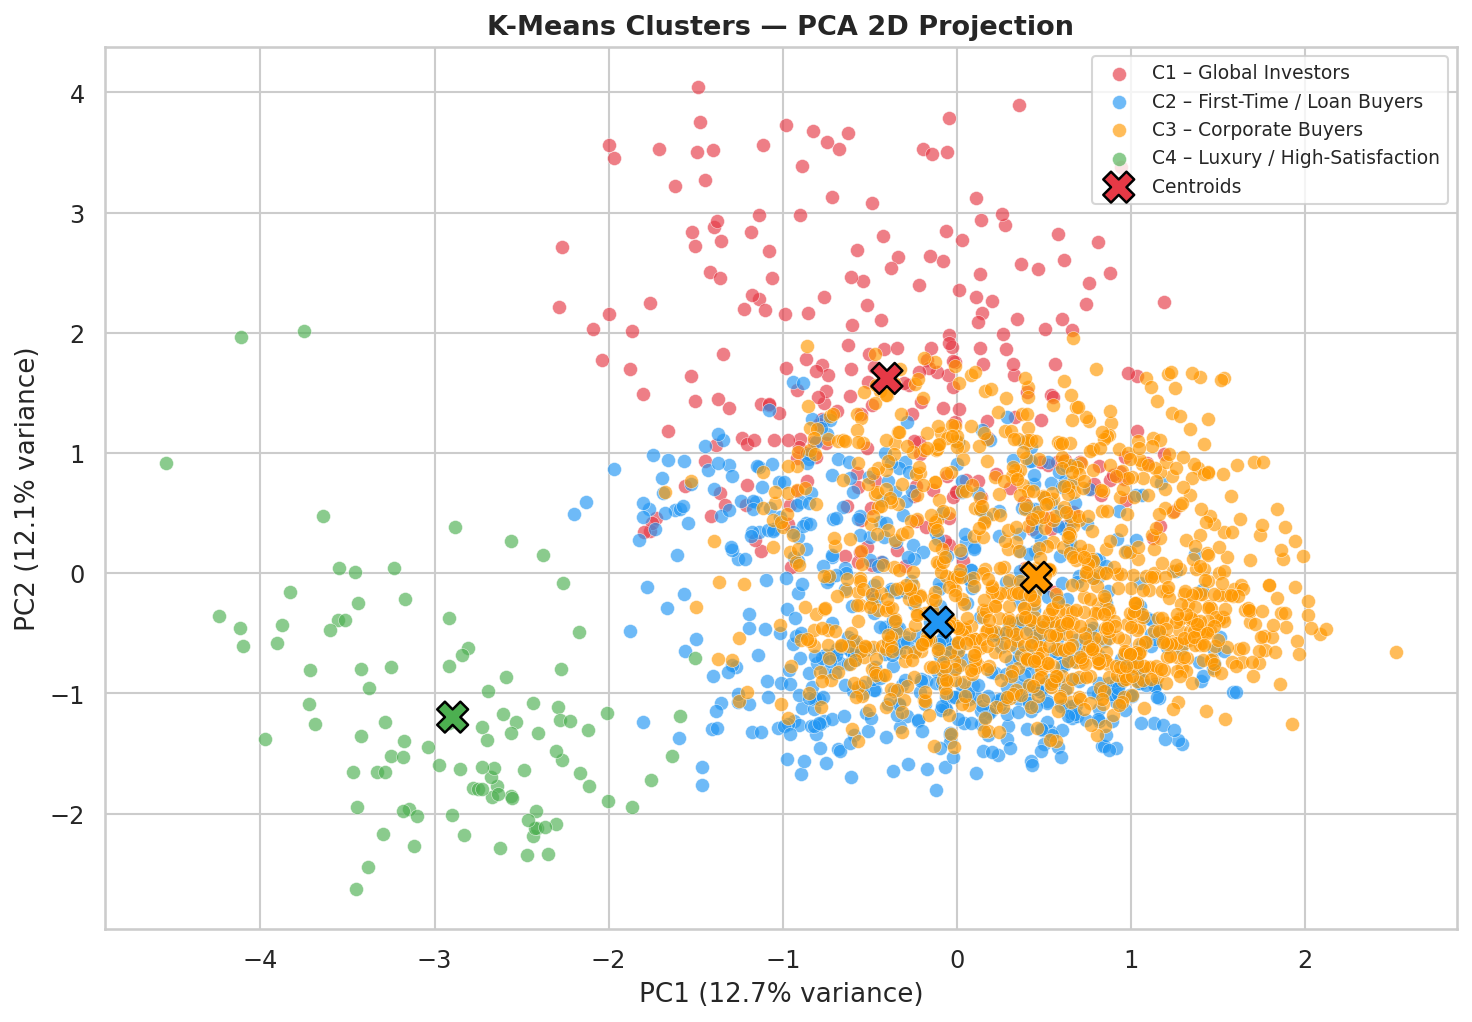 K-Means Clusters — PCA 2D Projection
C1 – Global Investors
C2 – First-Time / Loan Buyers
C3 – Corporate Buyers
C4 – Luxury / High-Satisfaction
Centroids
PC2 (12.1% variance)
4
3
2
1
0
−1
−2
−4
−3
−2
−1
0
1
2
PC1 (12.7% variance)